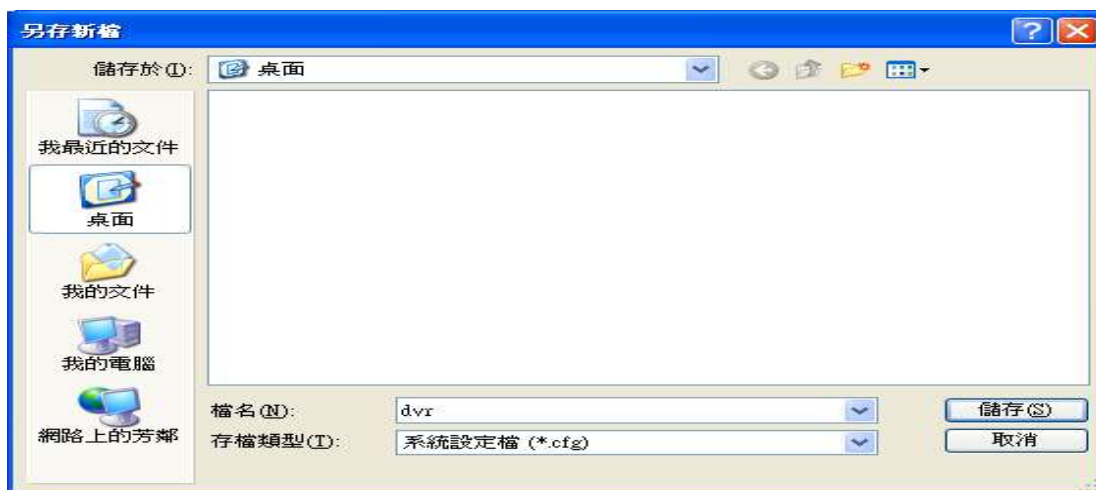 另存新檔
儲存於(I):
桌面
我最近的文件
桌面
我的文件
我的電腦
網路上的芳鄰
檔名(N):
dvr
儲存(S)
存檔類型(T):
系統設定檔 (*.cfg)
取消